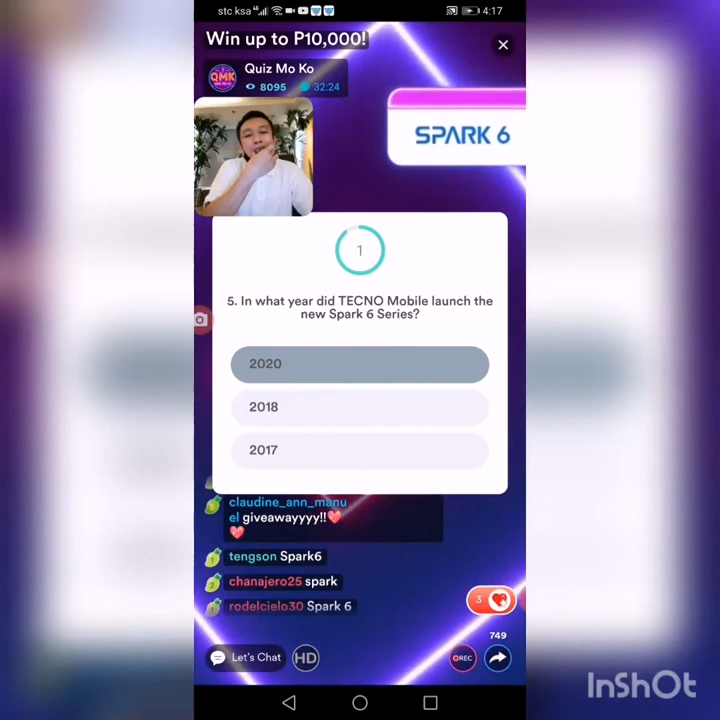 stc ksa
4:17
Win up to P10,000!
QMK
Quiz Mo Ko
8095
32:24
SPARK 6
1
5. In what year did TECNO Mobile launch the
new Spark 6 Series?
2020
2018
2017
claudine_ann_manu
el giveawayyyy!!
tengson Spark6
chanajero25 spark
rodelcielo30 Spark 6
3
749
Let's Chat
HD
REC
InShOt